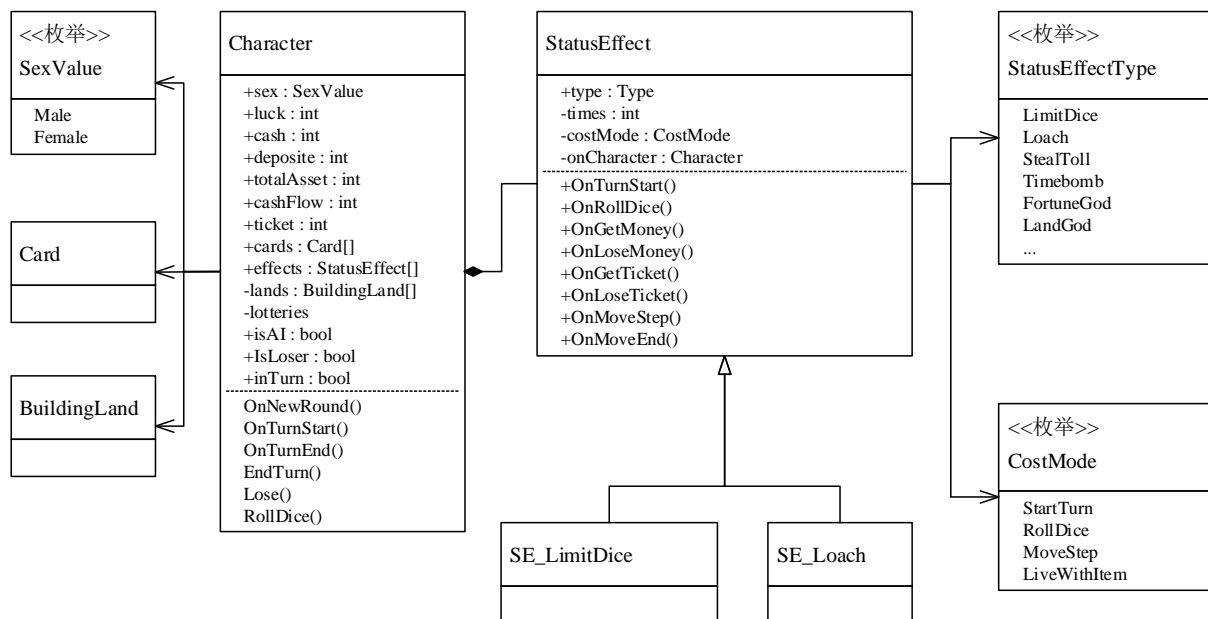 <<枚举>>
SexValue
Male
Female
Card
BuildingLand
Character
+sex : SexValue
+luck : int
+cash : int
+deposite : int
+totalAsset : int
+cashFlow : int
+ticket : int
+cards : Card[]
+effects : StatusEffect[]
-lands : BuildingLand[]
-lotteries
+isAI : bool
+IsLoser : bool
+inTurn : bool
OnNewRound()
OnTurnStart()
OnTurnEnd()
EndTurn()
Lose()
RollDice()
StatusEffect
+type : Type
-times : int
-costMode : CostMode
-onCharacter : Character
+OnTurnStart()
+OnRollDice()
+OnGetMoney()
+OnLoseMoney()
+OnGetTicket()
+OnLoseTicket()
+OnMoveStep()
+OnMoveEnd()
SE_LimitDice
SE_Loach
<<枚举>>
StatusEffectType
LimitDice
Loach
StealToll
Timebomb
FortuneGod
LandGod
...
<<枚举>>
CostMode
StartTurn
RollDice
MoveStep
LiveWithItem